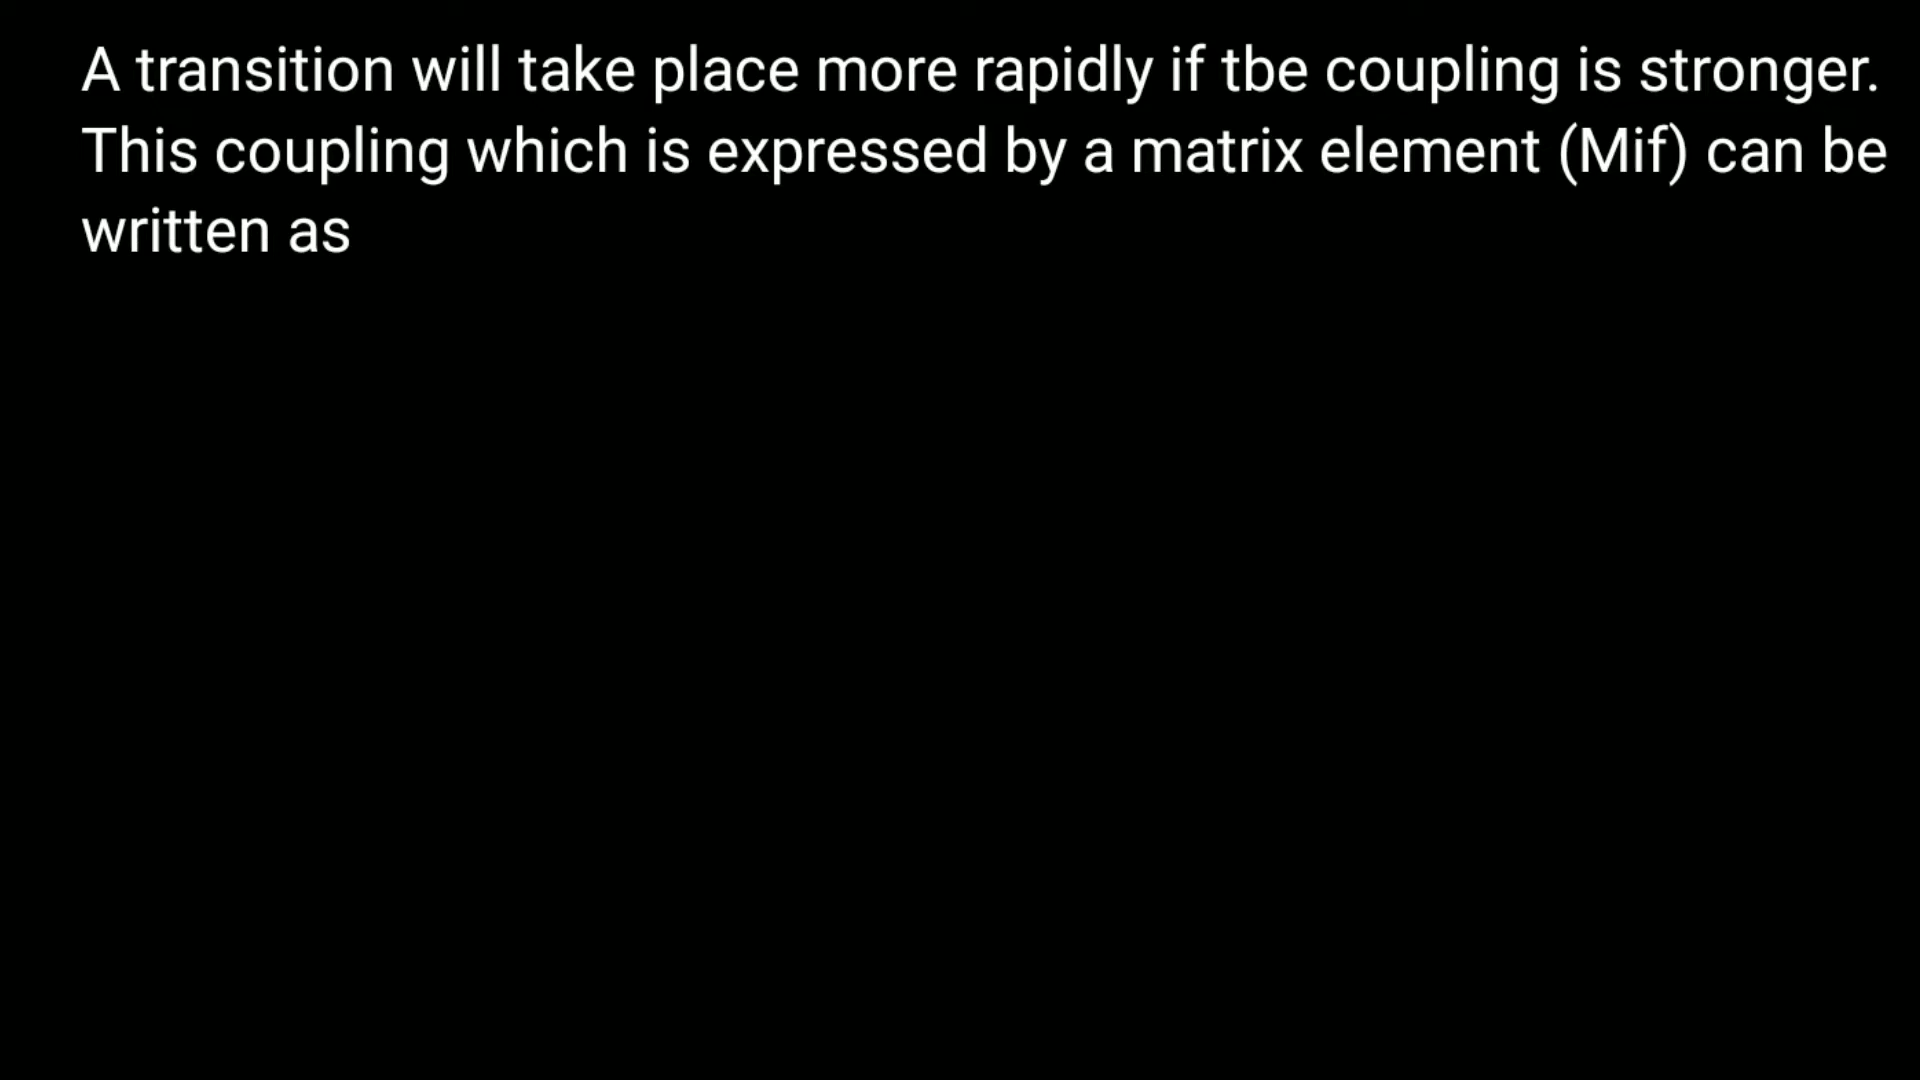 A transition will take place more rapidly if tbe coupling is stronger.
This coupling which is expressed by a matrix element (Mif) can be
written as